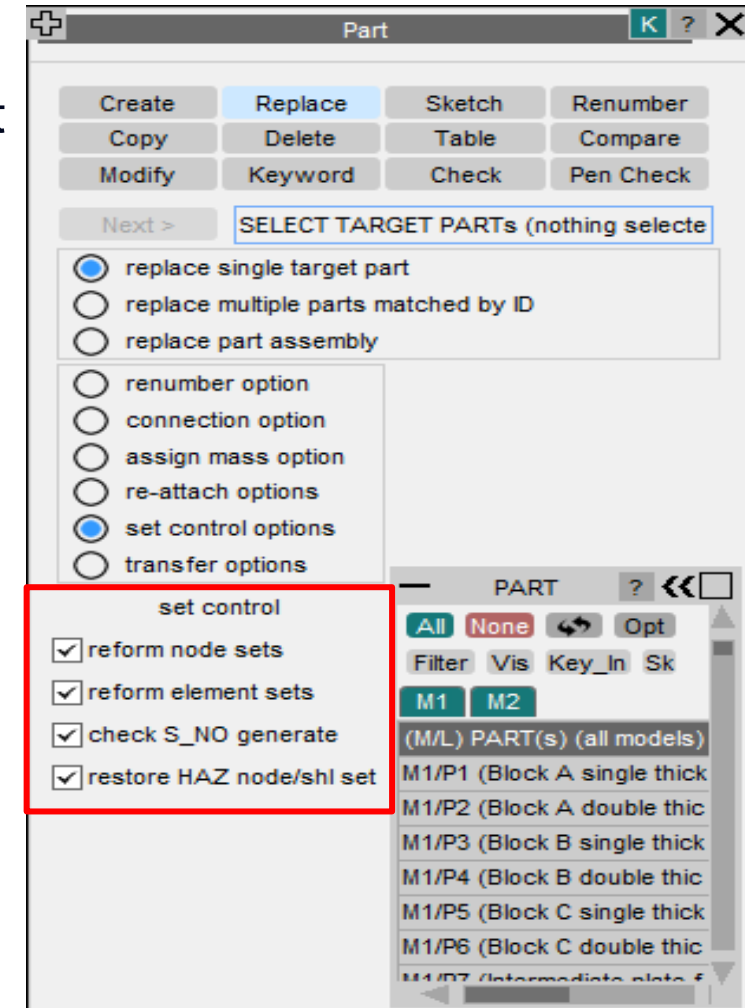 Part K ?
Create Replace Sketch Renumber
Copy Delete Table Compare
Modify Keyword Check Pen Check
Next > SELECT TARGET PARTs (nothing selecte
replace single target part
replace multiple parts matched by ID
replace part assembly
renumber option
connection option
assign mass option
re-attach options
set control options
transfer options
set control
reform node sets
reform element sets
check S_NO generate
restore HAZ node/shl set
PART ?
All None Opt
Filter Vis Key_In Sk
M1 M2
(M/L) PART(s) (all models)
M1/P1 (Block A single thick
M1/P2 (Block A double thic
M1/P3 (Block B single thick
M1/P4 (Block B double thic
M1/P5 (Block C single thick
M1/P6 (Block C double thic
M1/P7 (Intermediate plate f